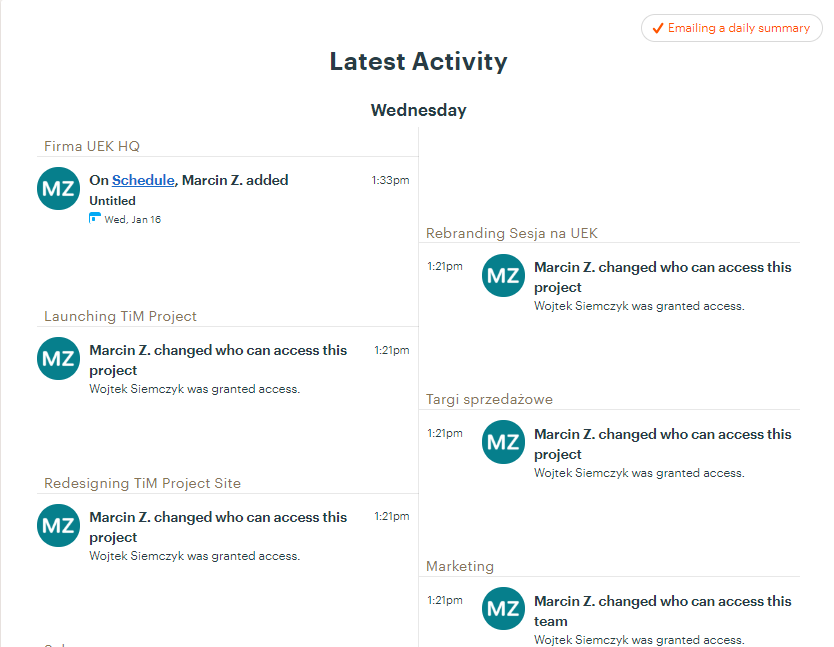 Emailing a daily summary
Latest Activity
Wednesday
Firma UEK HQ
MZ
On Schedule, Marcin Z. added
1:33pm
Untitled
Wed, Jan 16
Rebranding Sesja na UEK
1:21pm
MZ
Marcin Z. changed who can access this
project
Wojtek Siemczyk was granted access.
Launching TiM Project
MZ
Marcin Z. changed who can access this
1:21pm
project
Wojtek Siemczyk was granted access.
Targi sprzedażowe
1:21pm
MZ
Marcin Z. changed who can access this
project
Wojtek Siemczyk was granted access.
Redesigning TiM Project Site
MZ
Marcin Z. changed who can access this
1:21pm
project
Wojtek Siemczyk was granted access.
Marketing
1:21pm
MZ
Marcin Z. changed who can access this
team
Wojtek Siemczyk was granted access.